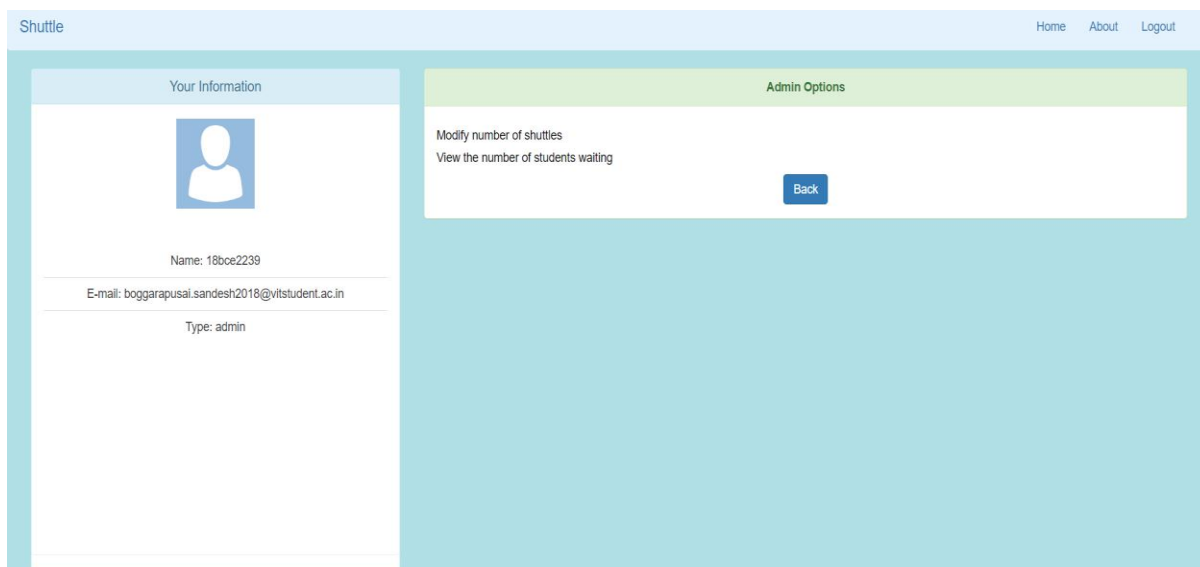 Shuttle
Home About Logout
Your Information
Name: 18bce2239
E-mail: boggarapusai.sandesh2018@vitstudent.ac.in
Type: admin
Admin Options
Modify number of shuttles
View the number of students waiting
Back